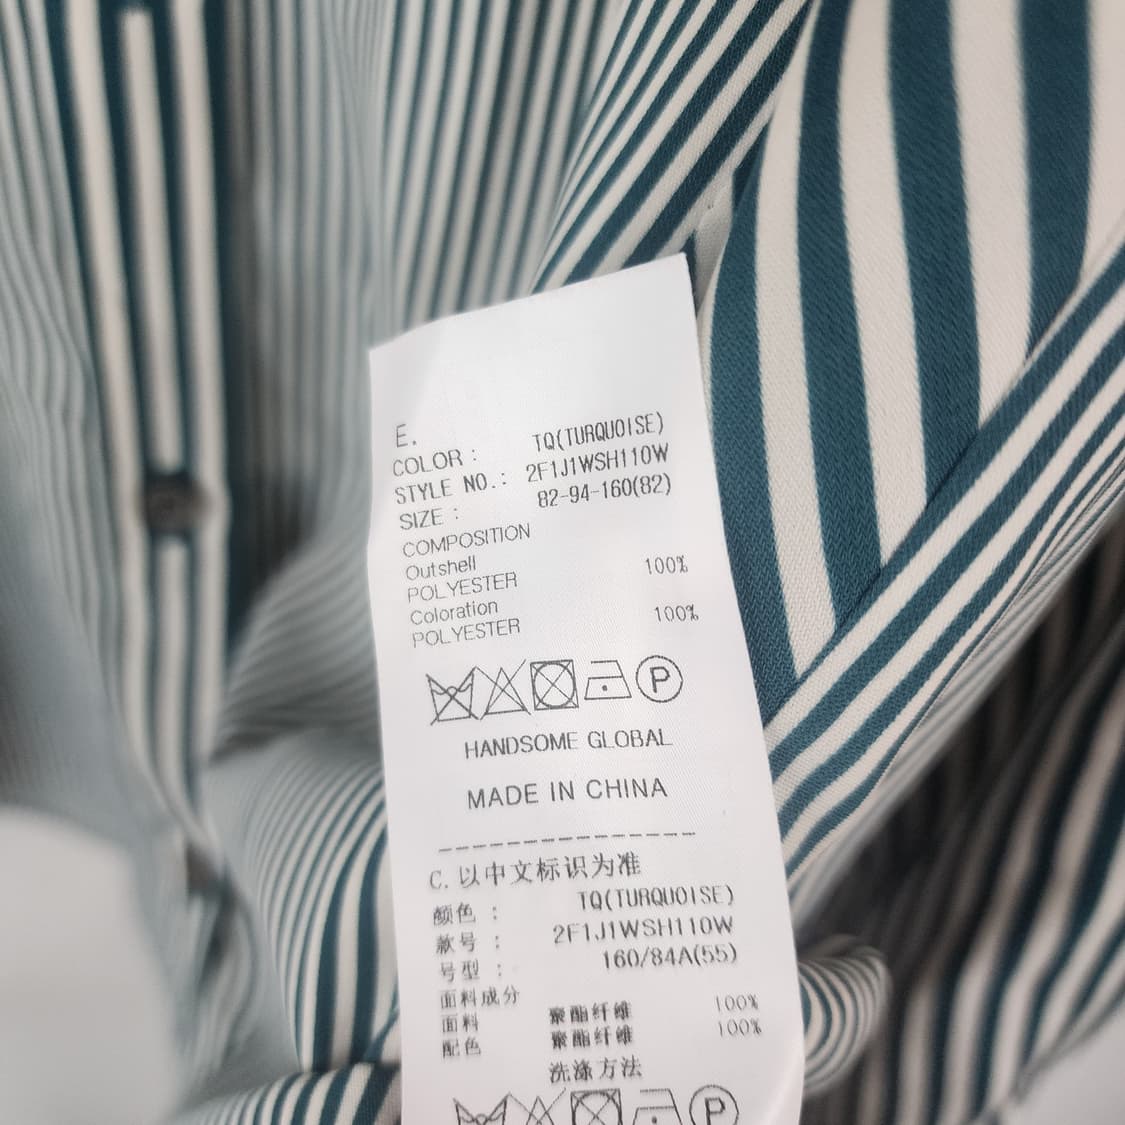 E.
COLOR : TQ(TURQUOISE)
STYLE NO.: 2F1J1WSH110W
SIZE : 82-94-160(82)
COMPOSITION
Outshell
POLYESTER 100%
Coloration
POLYESTER 100%
P
HANDSOME GLOBAL
MADE IN CHINA
C. 以中文标识为准
颜色 : TQ(TURQUOISE)
款号 : 2F1J1WSH110W
号型 : 160/84A(55)
面料成分
面料 聚酯纤维 100%
配色 聚酯纤维 100%
洗涤方法
P